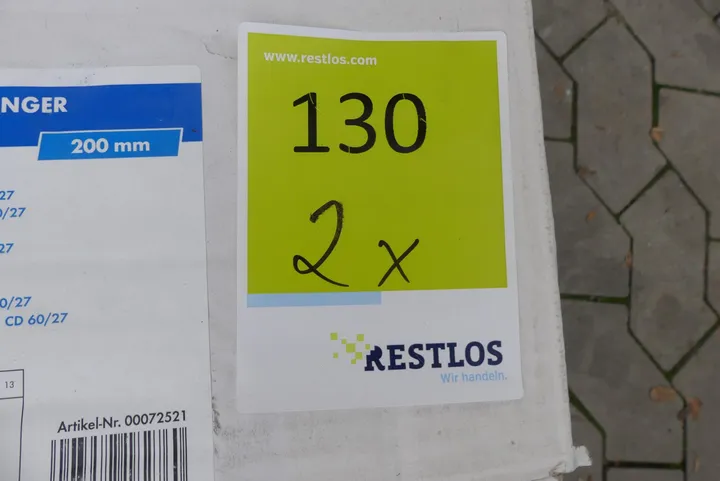 NGER
200 mm
27
0/27
27
0/27
CD 60/27
13
Artikel-Nr. 00072521
www.restlos.com
130
2 x
RESTLOS
Wir handeln.